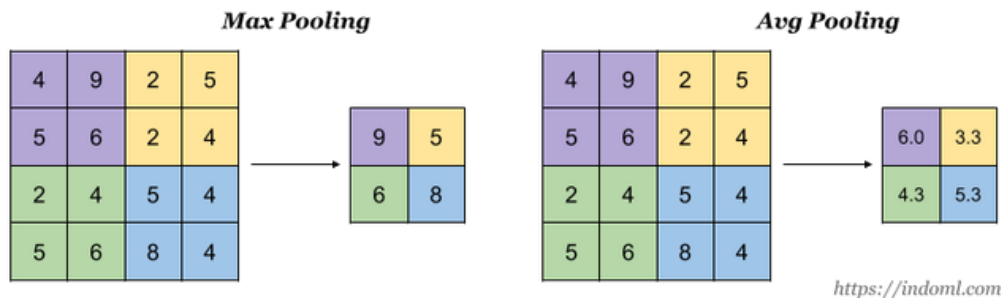 Max Pooling Avg Pooling
4 9 2 5 4 9 2 5
5 6 2 4 9 5 5 6 2 4 6.0 3.3
2 4 5 4 6 8 2 4 5 4 4.3 5.3
5 6 8 4 5 6 8 4
https://indoml.com